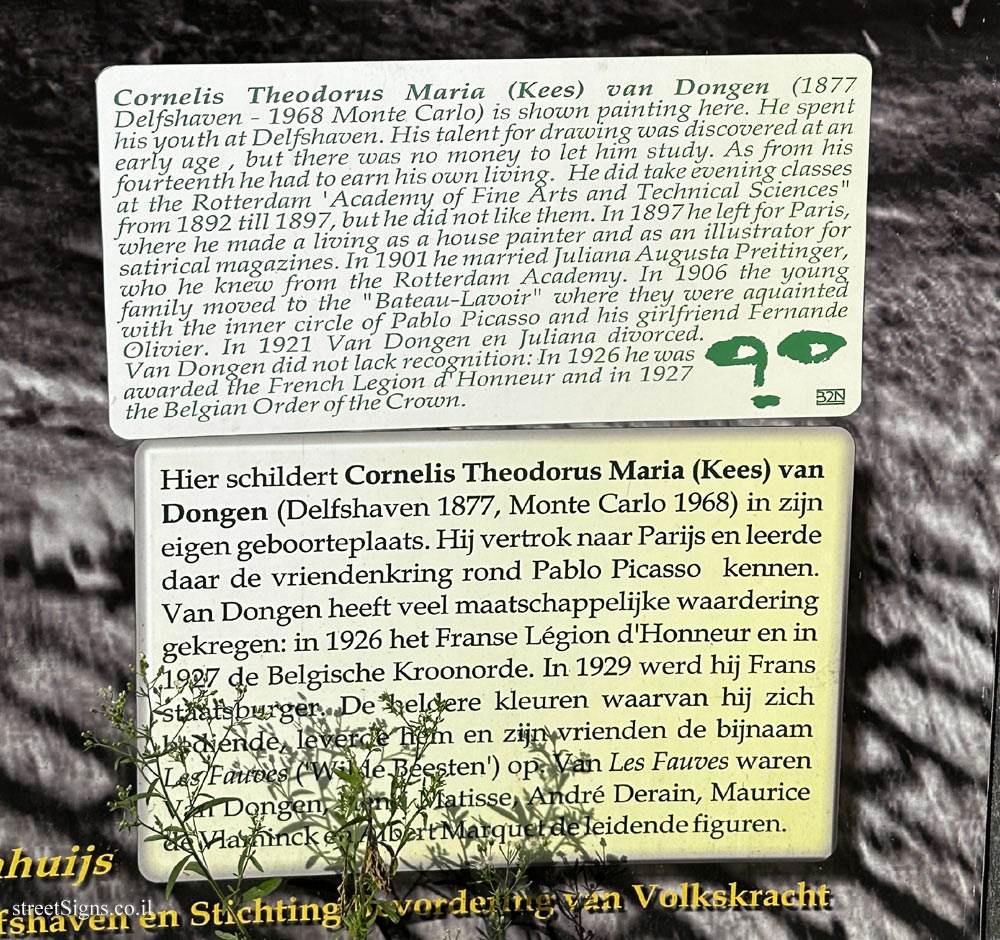 Cornelis Theodorus Maria (Kees) van Dongen (1877
Delfshaven - 1968 Monte Carlo) is shown painting here. He spent
his youth at Delfshaven. His talent for drawing was discovered at an
early age , but there was no money to let him study. As from his
fourteenth he had to earn his own living. He did take evening classes
at the Rotterdam 'Academy of Fine Arts and Technical Sciences"
from 1892 till 1897, but he did not like them. In 1897 he left for Paris,
where he made a living as a house painter and as an illustrator for
satirical magazines. In 1901 he married Juliana Augusta Preitinger,
who he knew from the Rotterdam Academy. In 1906 the young
family moved to the "Bateau-Lavoir" where they were aquainted
with the inner circle of Pablo Picasso and his girlfriend Fernande
Olivier. In 1921 Van Dongen en Juliana divorced.
Van Dongen did not lack recognition: In 1926 he was
awarded the French Legion d'Honneur and in 1927
the Belgian Order of the Crown.
B2N
Hier schildert Cornelis Theodorus Maria (Kees) van
Dongen (Delfshaven 1877, Monte Carlo 1968) in zijn
eigen geboorteplaats. Hij vertrok naar Parijs en leerde
daar de vriendenkring rond Pablo Picasso kennen.
Van Dongen heeft veel maatschappelijke waardering
gekregen: in 1926 het Franse Légion d'Honneur en in
1927 de Belgische Kroonorde. In 1929 werd hij Frans
staatsburger. De heldere kleuren waarvan hij zich
bediende, leverde hem en zijn vrienden de bijnaam
Les Fauves ('Wilde Beesten') op. Van Les Fauves waren
Van Dongen, Matisse, André Derain, Maurice
de Vlaminck en Albert Marquet de leidende figuren.
nhuijs
fshaven en Stichting Bevordering van Volkskracht
streetSigns.co.il